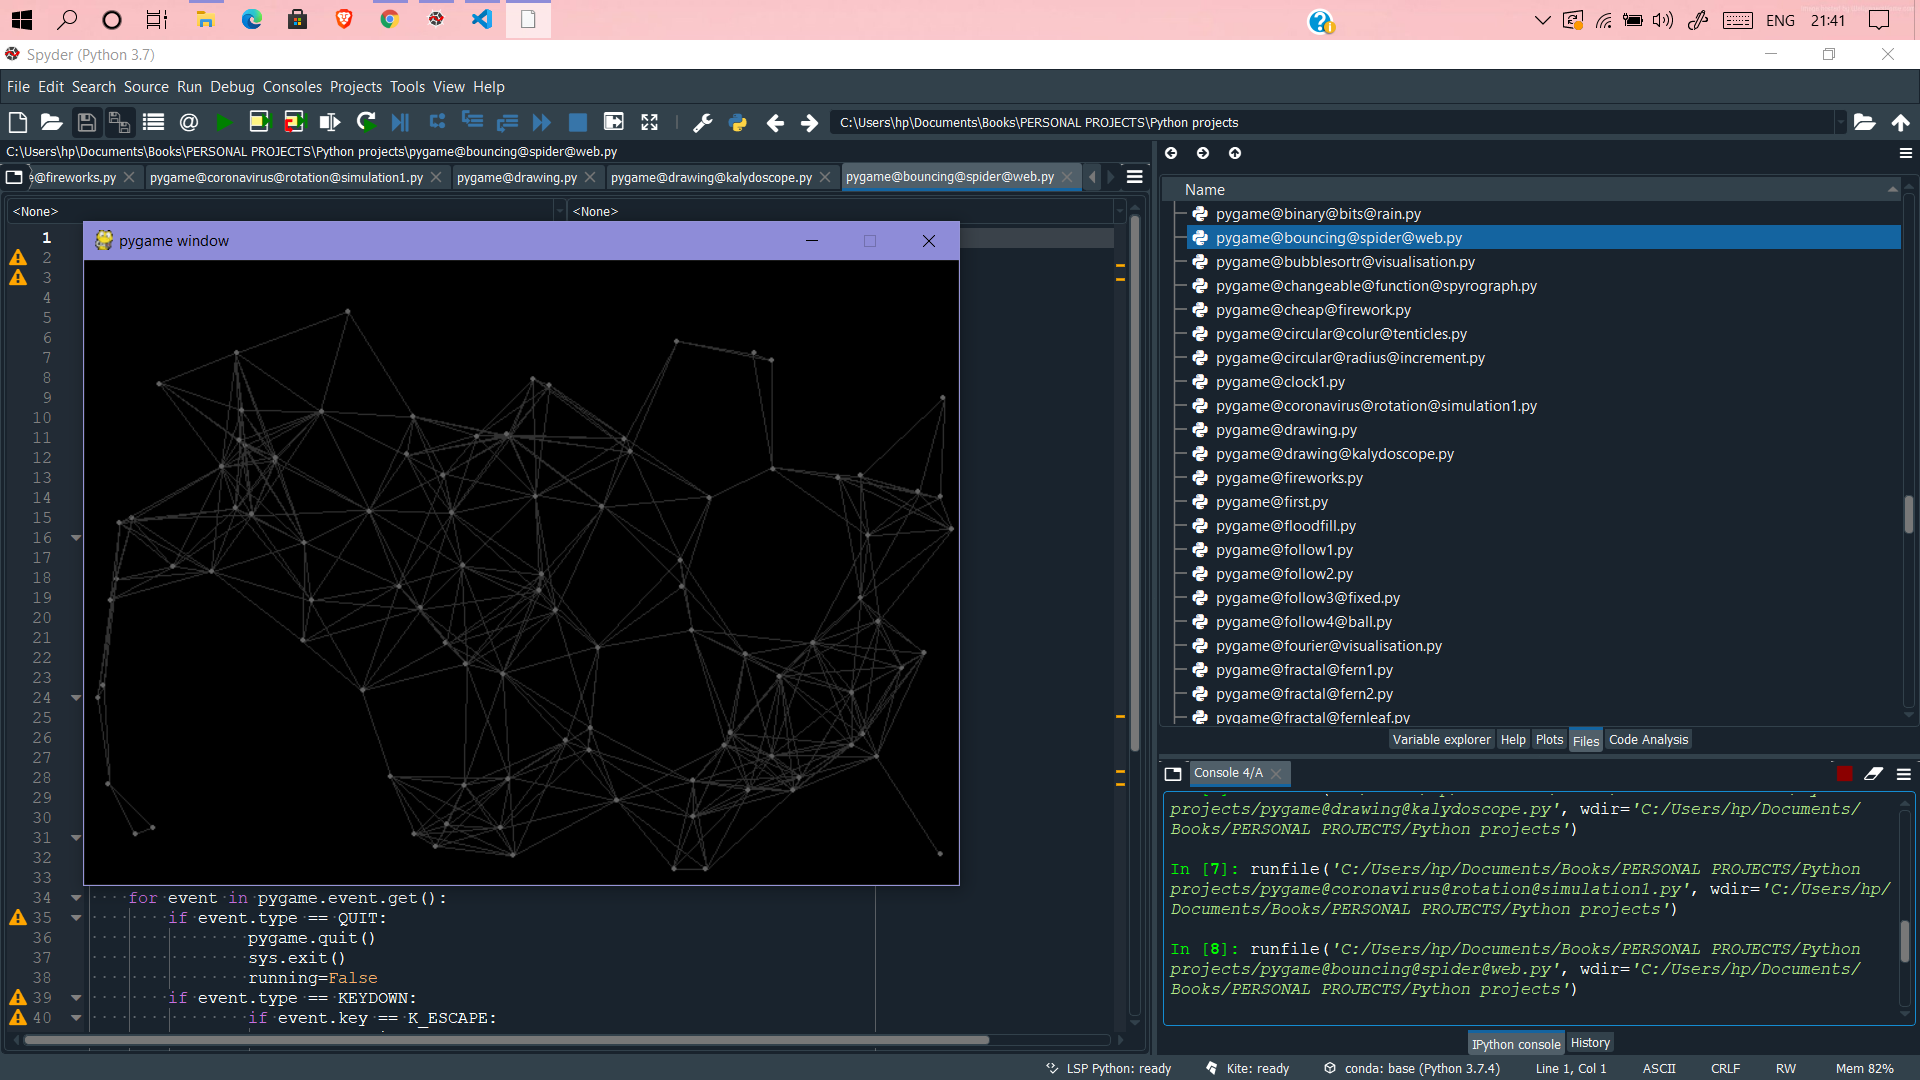 ENG 21:41
Spyder (Python 3.7)
File Edit Search Source Run Debug Consoles Projects Tools View Help
C:\Users\hp\Documents\Books\PERSONAL PROJECTS\Python projects
C:\Users\hp\Documents\Books\PERSONAL PROJECTS\Python projects\pygame@bouncing@spider@web.py
e@fireworks.py pygame@coronavirus@rotation@simulation1.py pygame@drawing.py pygame@drawing@kalydoscope.py pygame@bouncing@spider@web.py
<None> <None>
pygame window
1
2
3
4
5
6
7
8
9
10
11
12
13
14
15
16
17
18
19
20
21
22
23
24
25
26
27
28
29
30
31
32
33
34 for event in pygame.event.get():
35 if event.type == QUIT:
36 pygame.quit()
37 sys.exit()
38 running=False
39 if event.type == KEYDOWN:
40 if event.key == K_ESCAPE:
Name
pygame@binary@bits@rain.py
pygame@bouncing@spider@web.py
pygame@bubblesortr@visualisation.py
pygame@changeable@function@spyrograph.py
pygame@cheap@firework.py
pygame@circular@colur@tenticles.py
pygame@circular@radius@increment.py
pygame@clock1.py
pygame@coronavirus@rotation@simulation1.py
pygame@drawing.py
pygame@drawing@kalydoscope.py
pygame@fireworks.py
pygame@first.py
pygame@floodfill.py
pygame@follow1.py
pygame@follow2.py
pygame@follow3@fixed.py
pygame@follow4@ball.py
pygame@fourier@visualisation.py
pygame@fractal@fern1.py
pygame@fractal@fern2.py
pygame@fractal@fernleaf.py
Variable explorer Help Plots Files Code Analysis
Console 4/A
projects/pygame@drawing@kalydoscope.py', wdir='C:/Users/hp/Documents/
Books/PERSONAL PROJECTS/Python projects')
In [7]: runfile('C:/Users/hp/Documents/Books/PERSONAL PROJECTS/Python
projects/pygame@coronavirus@rotation@simulation1.py', wdir='C:/Users/hp/
Documents/Books/PERSONAL PROJECTS/Python projects')
In [8]: runfile('C:/Users/hp/Documents/Books/PERSONAL PROJECTS/Python
projects/pygame@bouncing@spider@web.py', wdir='C:/Users/hp/Documents/
Books/PERSONAL PROJECTS/Python projects')
IPython console History
LSP Python: ready Kite: ready conda: base (Python 3.7.4) Line 1, Col 1 ASCII CRLF RW Mem 82%